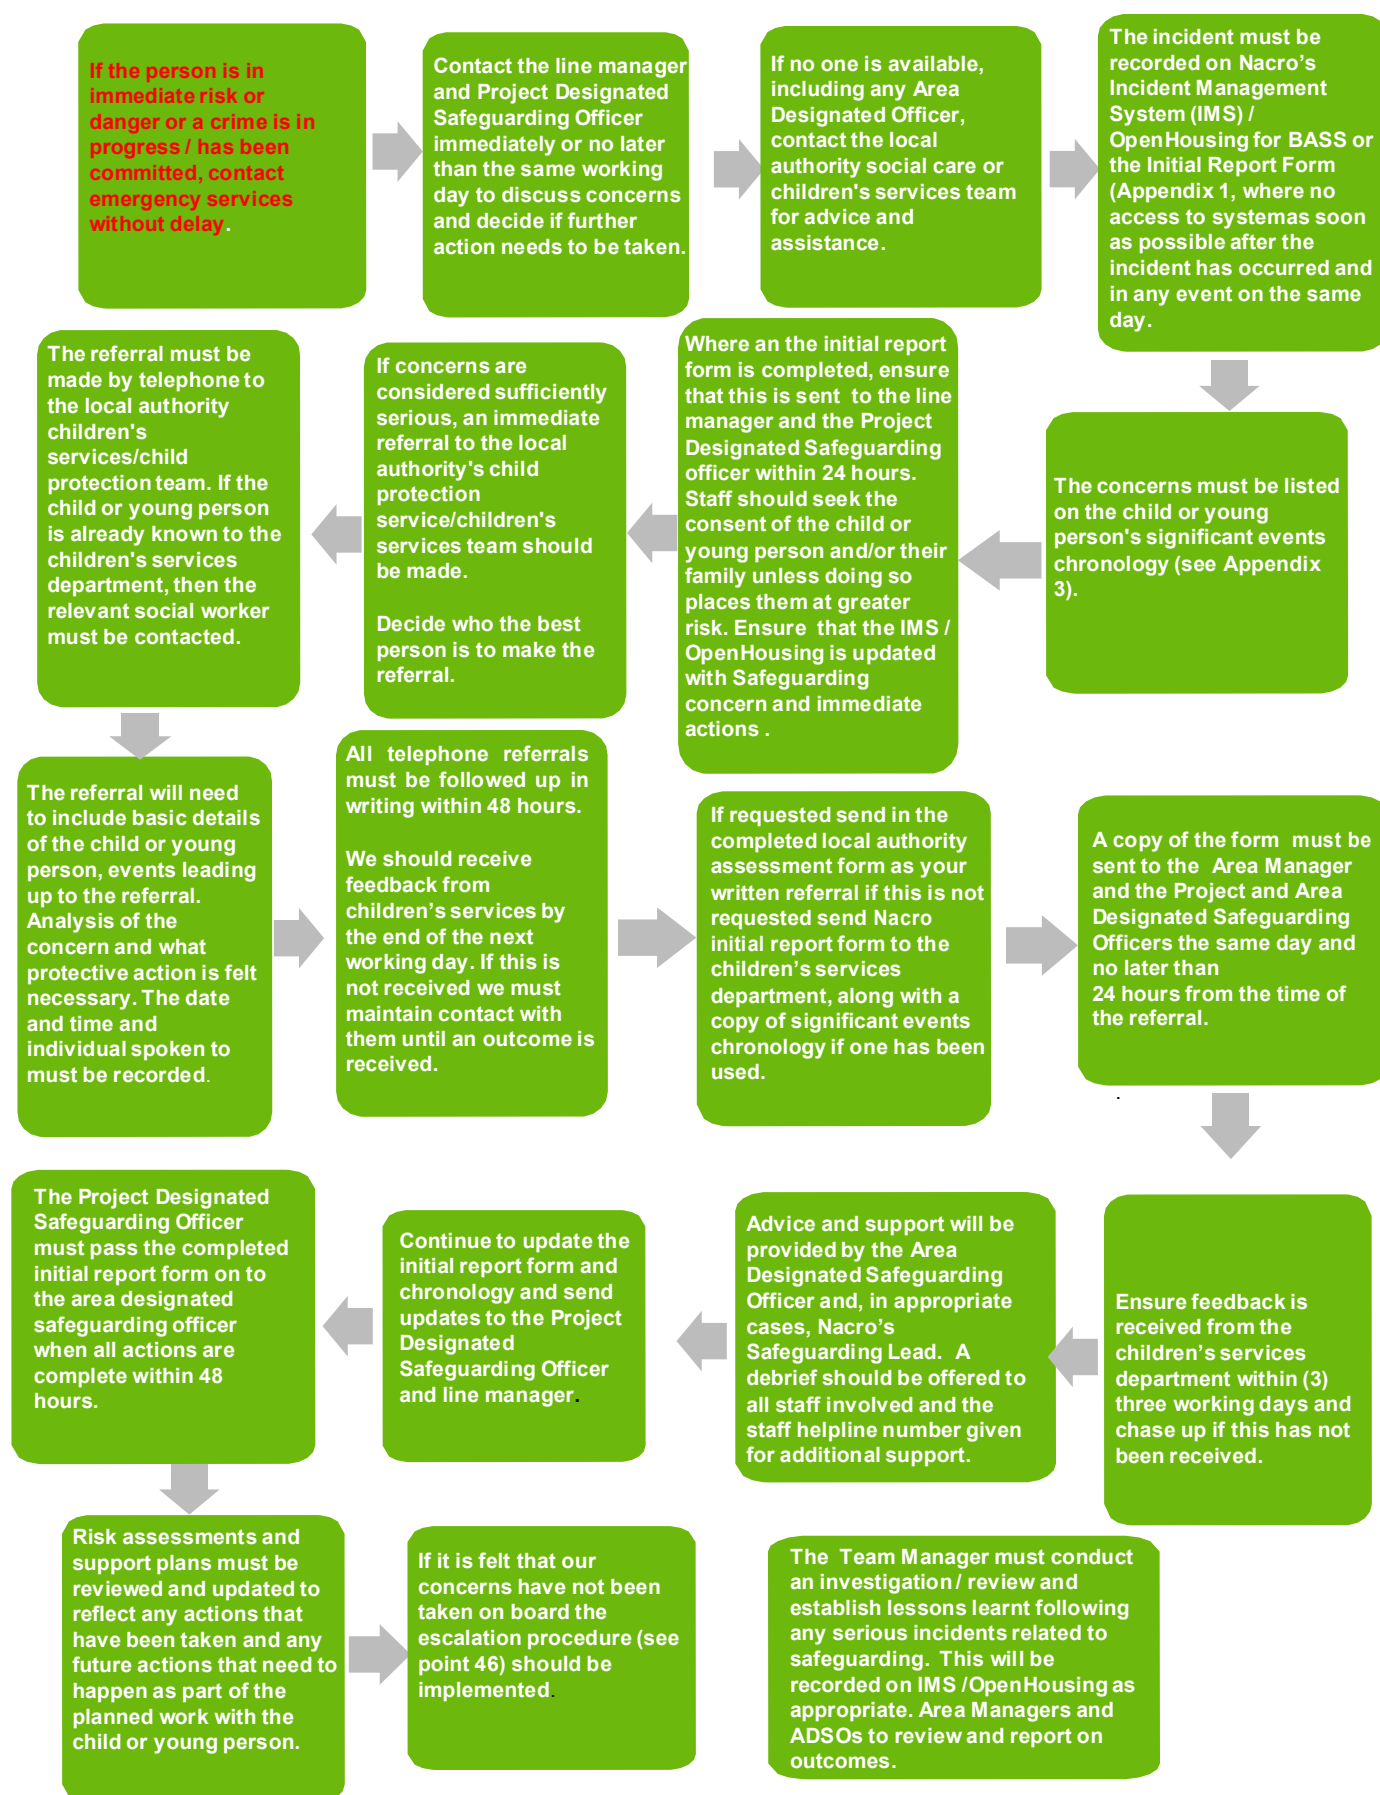 If the person is in
immediate risk or
danger or a crime is in
progress / has been
committed, contact
emergency services
without delay.
Contact the line manager
and Project Designated
Safeguarding Officer
immediately or no later
than the same working
day to discuss concerns
and decide if further
action needs to be taken.
If no one is available,
including any Area
Designated Officer,
contact the local
authority social care or
children's services team
for advice and
assistance.
The incident must be
recorded on Nacro's
Incident Management
System (IMS) /
OpenHousing for BASS or
the Initial Report Form
(Appendix 1, where no
access to systemas soon
as possible after the
incident has occurred and
in any event on the same
day.
The concerns must be listed
on the child or young
person's significant events
chronology (see Appendix
3).
Where an the initial report
form is completed, ensure
that this is sent to the line
manager and the Project
Designated Safeguarding
officer within 24 hours.
Staff should seek the
consent of the child or
young person and/or their
family unless doing so
places them at greater
risk. Ensure that the IMS /
OpenHousing is updated
with Safeguarding
concern and immediate
actions .
If concerns are
considered sufficiently
serious, an immediate
referral to the local
authority's child
protection
service/children's
services team should
be made.
Decide who the best
person is to make the
referral.
The referral must be
made by telephone to
the local authority
children's
services/child
protection team. If the
child or young person
is already known to the
children's services
department, then the
relevant social worker
must be contacted.
The referral will need
to include basic details
of the child or young
person, events leading
up to the referral.
Analysis of the
concern and what
protective action is felt
necessary. The date
and time and
individual spoken to
must be recorded.
All telephone referrals
must be followed up in
writing within 48 hours.
We should receive
feedback from
children's services by
the end of the next
working day. If this is
not received we must
maintain contact with
them until an outcome is
received.
If requested send in the
completed local authority
assessment form as your
written referral if this is not
requested send Nacro
initial report form to the
children's services
department, along with a
copy of significant events
chronology if one has been
used.
A copy of the form must be
sent to the Area Manager
and the Project and Area
Designated Safeguarding
Officers the same day and
no later than
24 hours from the time of
the referral.
.
Ensure feedback is
received from the
children's services
department within (3)
three working days and
chase up if this has not
been received.
Advice and support will be
provided by the Area
Designated Safeguarding
Officer and, in appropriate
cases, Nacro's
Safeguarding Lead. A
debrief should be offered to
all staff involved and the
staff helpline number given
for additional support.
Continue to update the
initial report form and
chronology and send
updates to the Project
Designated
Safeguarding Officer
and line manager.
The Project Designated
Safeguarding Officer
must pass the completed
initial report form on to
the area designated
safeguarding officer
when all actions are
complete within 48
hours.
Risk assessments and
support plans must be
reviewed and updated to
reflect any actions that
have been taken and any
future actions that need to
happen as part of the
planned work with the
child or young person.
If it is felt that our
concerns have not been
taken on board the
escalation procedure (see
point 46) should be
implemented.
The Team Manager must conduct
an investigation / review and
establish lessons learnt following
any serious incidents related to
safeguarding. This will be
recorded on IMS /OpenHousing as
appropriate. Area Managers and
ADSOs to review and report on
outcomes.